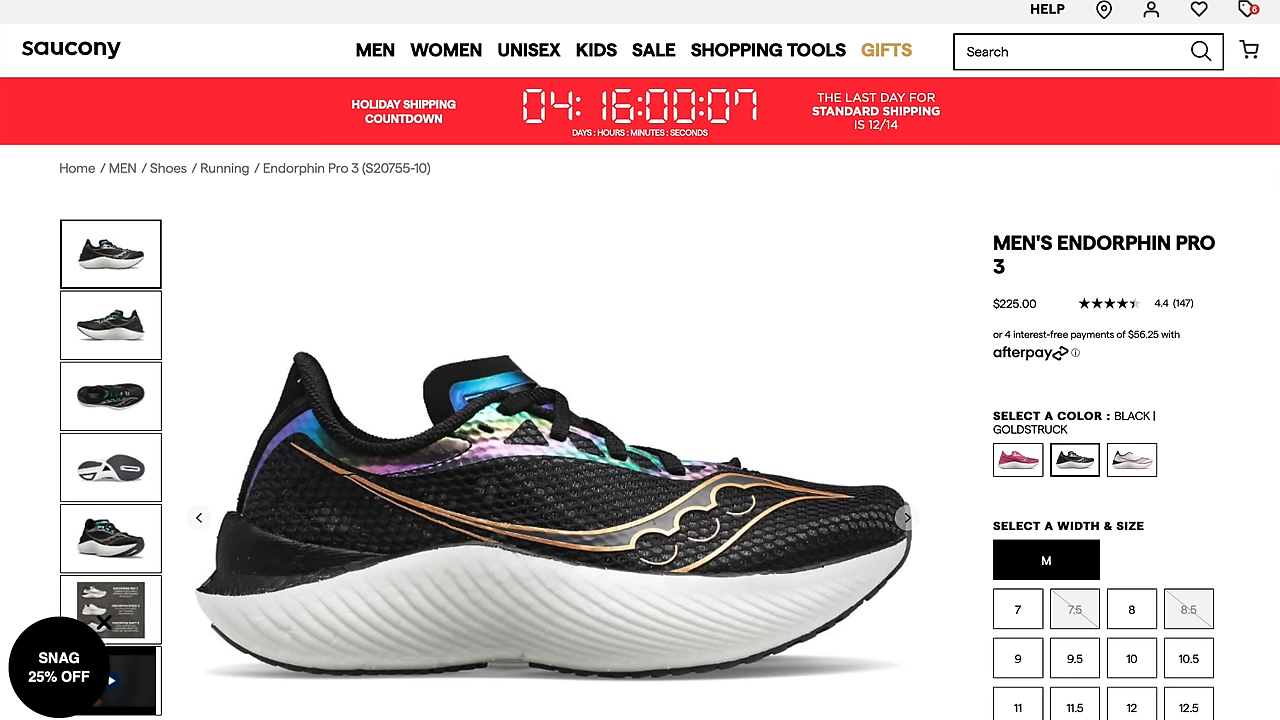 HELP
6
saucony
MEN WOMEN UNISEX KIDS SALE SHOPPING TOOLS GIFTS
Search
HOLIDAY SHIPPING
COUNTDOWN
04: 16:00:07
DAYS : HOURS : MINUTES : SECONDS
THE LAST DAY FOR
STANDARD SHIPPING
IS 12/14
Home / MEN / Shoes / Running / Endorphin Pro 3 (S20755-10)
MEN'S ENDORPHIN PRO
3
$225.00 4.4 (147)
or 4 interest-free payments of $56.25 with
afterpay
SELECT A COLOR : BLACK |
GOLDSTRUCK
SELECT A WIDTH & SIZE
M
7 7.5 8 8.5
9 9.5 10 10.5
11 11.5 12 12.5
SNAG
25% OFF